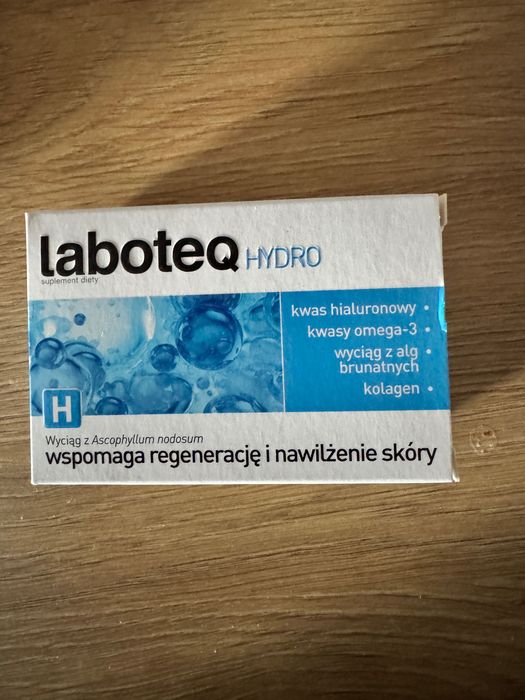 laboteq HYDRO
suplement diety
kwas hialuronowy •
kwasy omega-3 •
wyciąg z alg •
brunatnych
kolagen •
H
Wyciąg z Ascophyllum nodosum
wspomaga regenerację i nawilżenie skóry